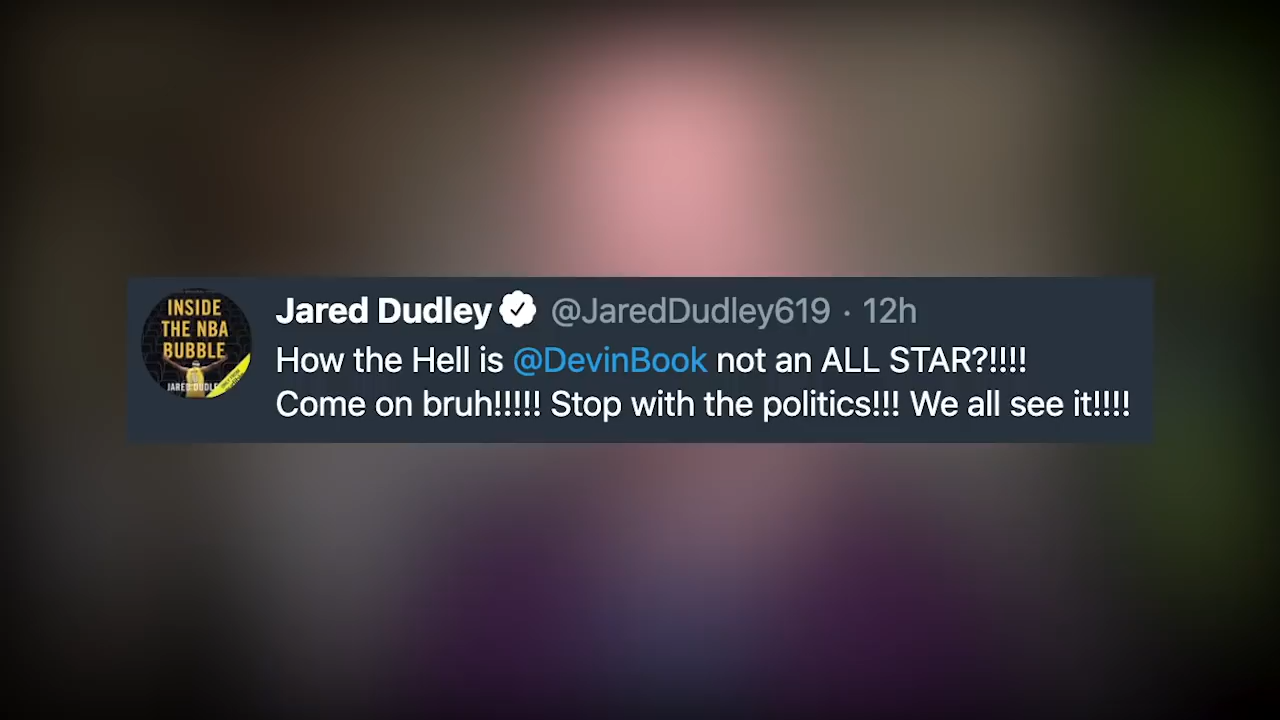 INSIDE
THE NBA
BUBBLE
Jared Dudley @JaredDudley619 · 12h
How the Hell is @DevinBook not an ALL STAR?!!!!
Come on bruh!!!!! Stop with the politics!!! We all see it!!!!